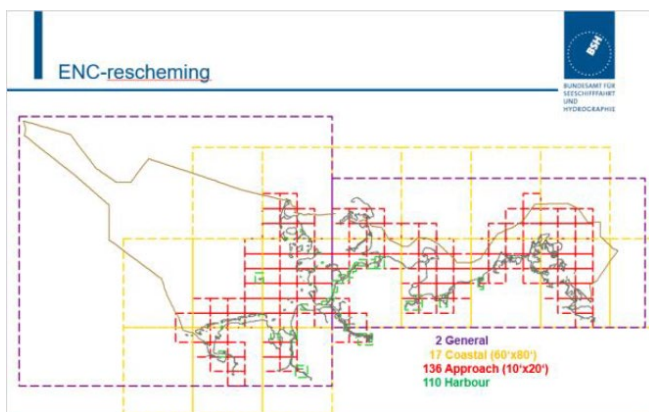 ENC-rescheming
BSH
BUNDESAMT FÜR
SEESCHIFFFAHRT
UND
HYDROGRAPHIE
2 General
17 Coastal (60'x80')
136 Approach (10'x20')
110 Harbour